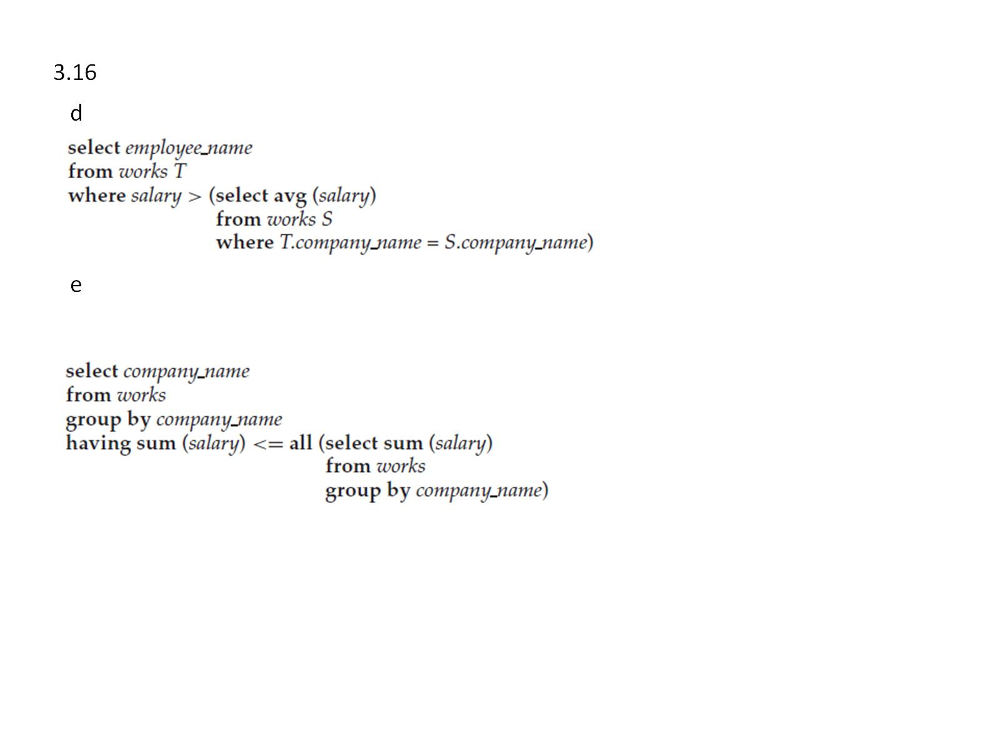 3.16
d
select employee_name
from works T
where salary > (select avg (salary)
from works S
where T.company_name = S.company_name)
e
select company_name
from works
group by company_name
having sum (salary) <= all (select sum (salary)
from works
group by company_name)